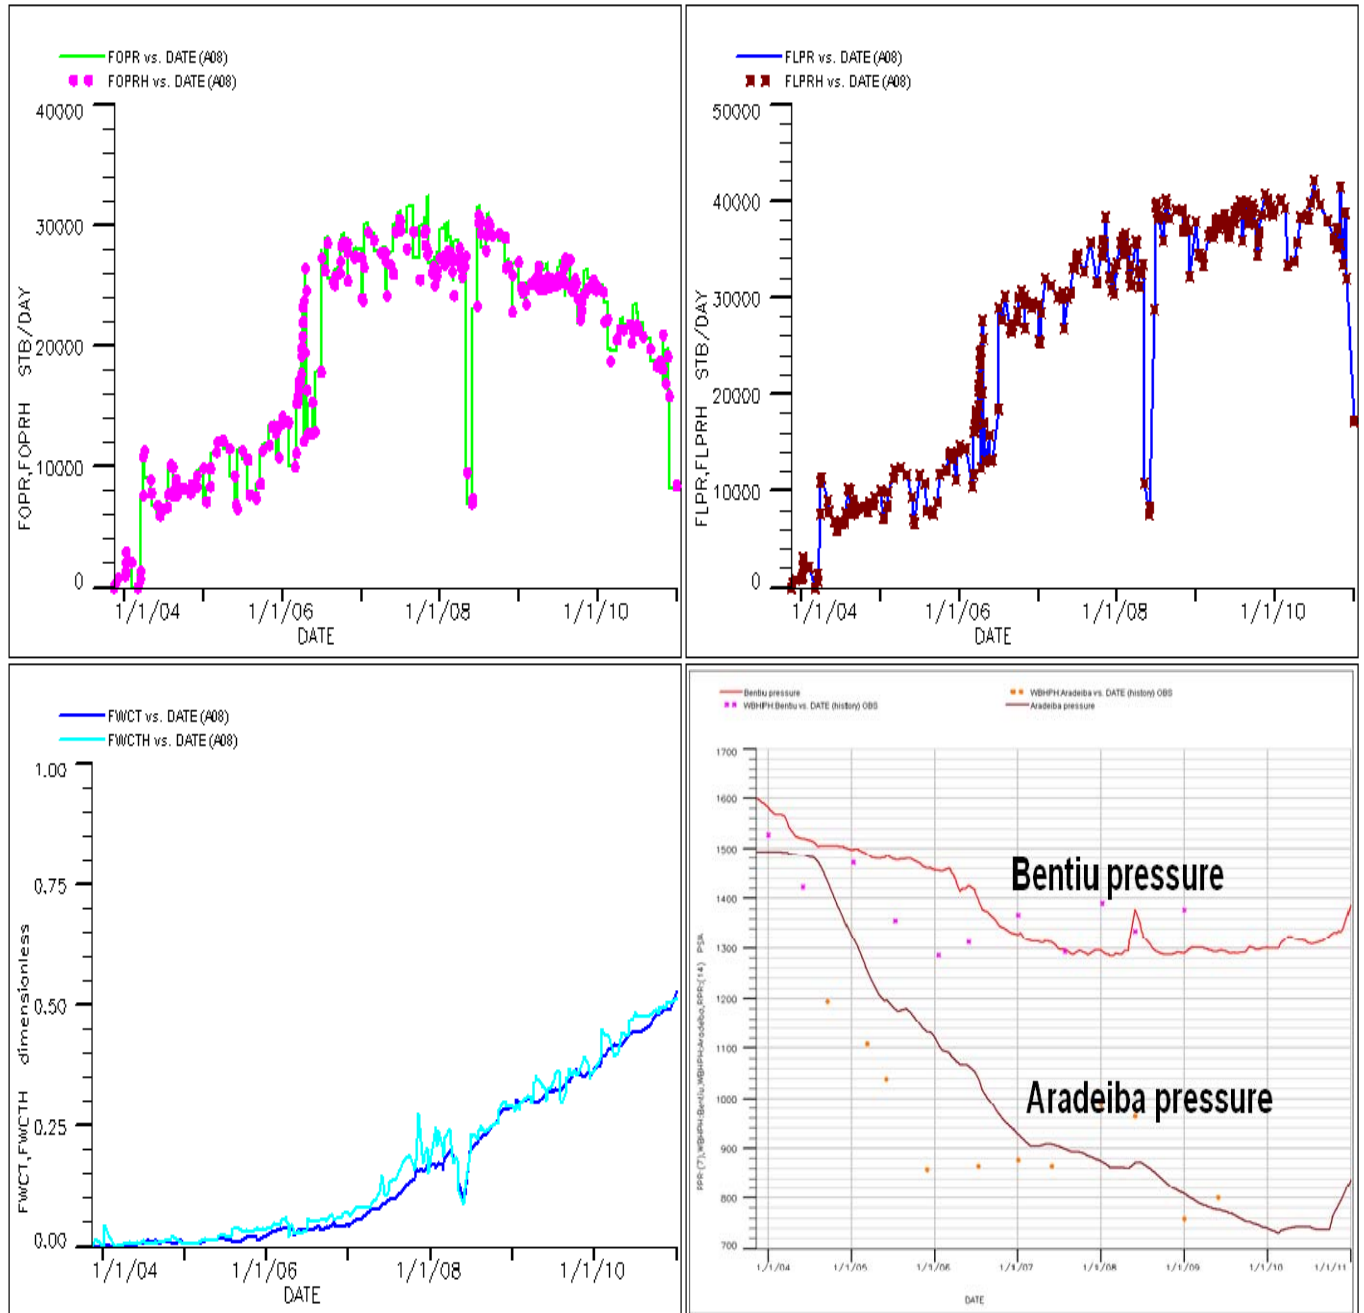 FOPR vs. DATE (A08)
FOPRH vs. DATE (A08)
40000
30000
20000
10000
0
FOPR,FOPRH STB/DAY
1/1/04 1/1/06 1/1/08 1/1/10
DATE
FLPR vs. DATE (A08)
FLPRH vs. DATE (A08)
50000
40000
30000
20000
10000
0
FLPR,FLPRH STB/DAY
1/1/04 1/1/06 1/1/08 1/1/10
DATE
FWCT vs. DATE (A08)
FWCTH vs. DATE (A08)
1.00
0.75
0.50
0.25
0.00
FWCT,FWCTH dimensionless
1/1/04 1/1/06 1/1/08 1/1/10
DATE
Bentiu pressure WBHPH:Aradeiba vs. DATE (history) OBS
WBHPH:Bentiu vs. DATE (history) OBS Aradeiba pressure
1700
1600
1500
1400
1300
1200
1100
1000
900
800
700
Bentiu pressure
Aradeiba pressure
1/1/04 1/1/05 1/1/06 1/1/07 1/1/08 1/1/09 1/1/10 1/1/11
DATE